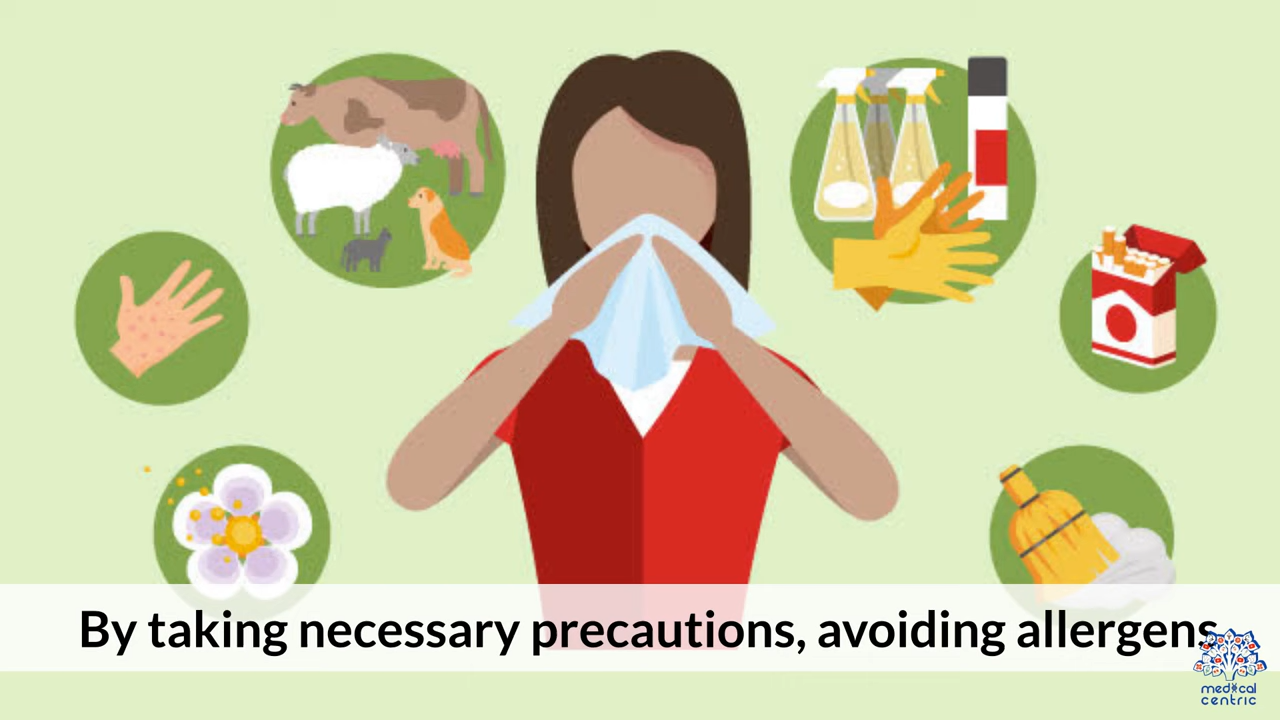 By taking necessary precautions, avoiding allergens
medical
centric